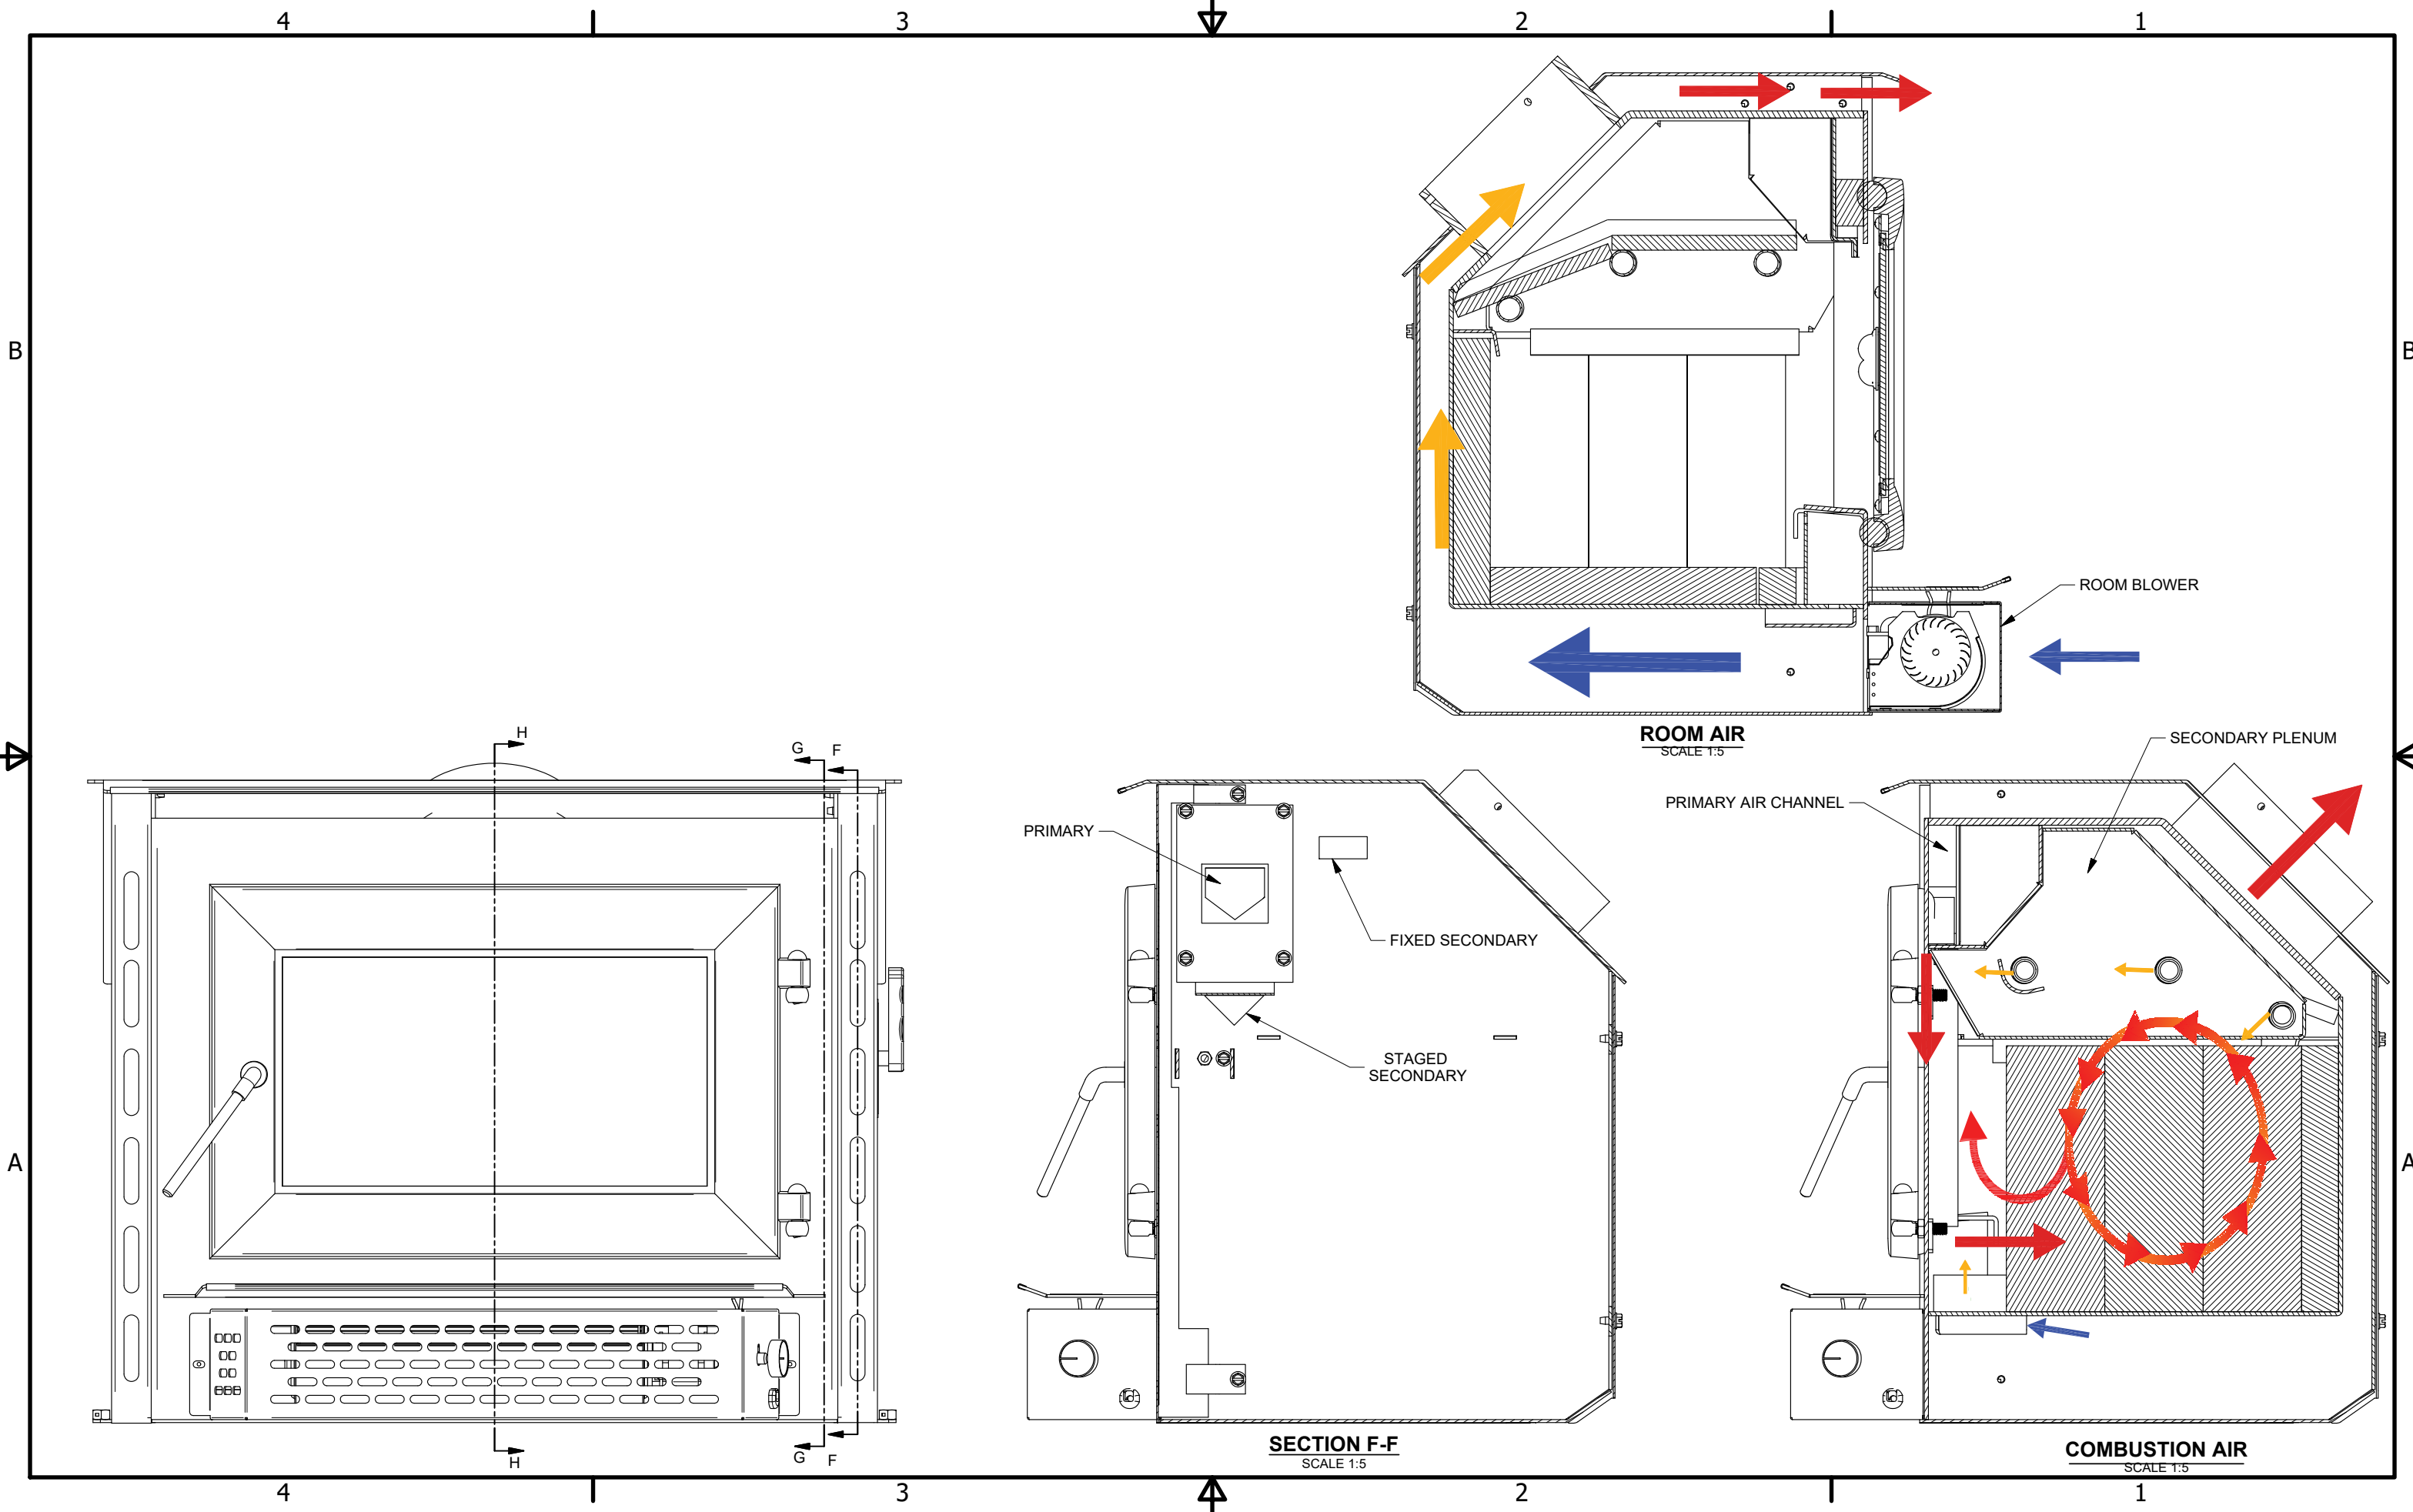 4
3
2
1
B
B
ROOM BLOWER
ROOM AIR
SCALE 1:5
H
G
F
SECONDARY PLENUM
PRIMARY AIR CHANNEL
PRIMARY
FIXED SECONDARY
STAGED
SECONDARY
A
A
H
G
F
SECTION F-F
SCALE 1:5
COMBUSTION AIR
SCALE 1:5
4
3
2
1